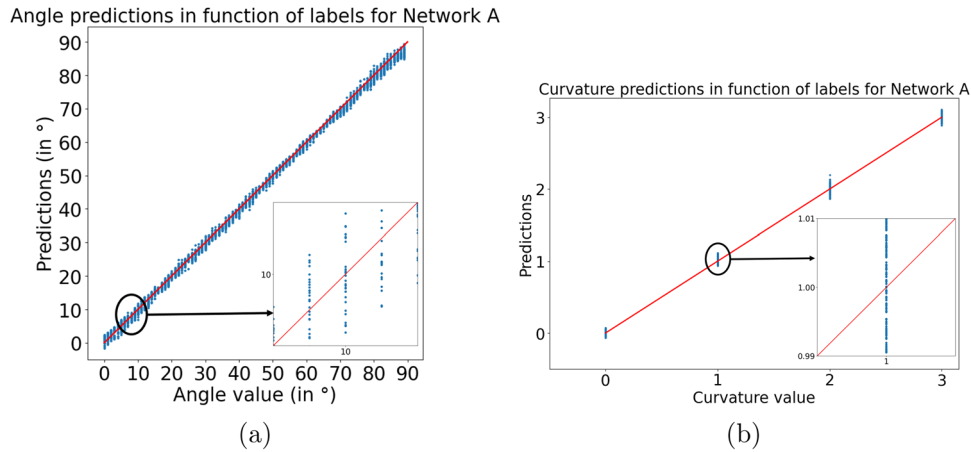 Angle predictions in function of labels for Network A
90
80
70
60
50
40
30
20
10
0
Predictions (in °)
10
10
0 10 20 30 40 50 60 70 80 90
Angle value (in °)
(a)
Curvature predictions in function of labels for Network A
3
2
1
0
Predictions
1.01
1.00
0.99
1
0 1 2 3
Curvature value
(b)